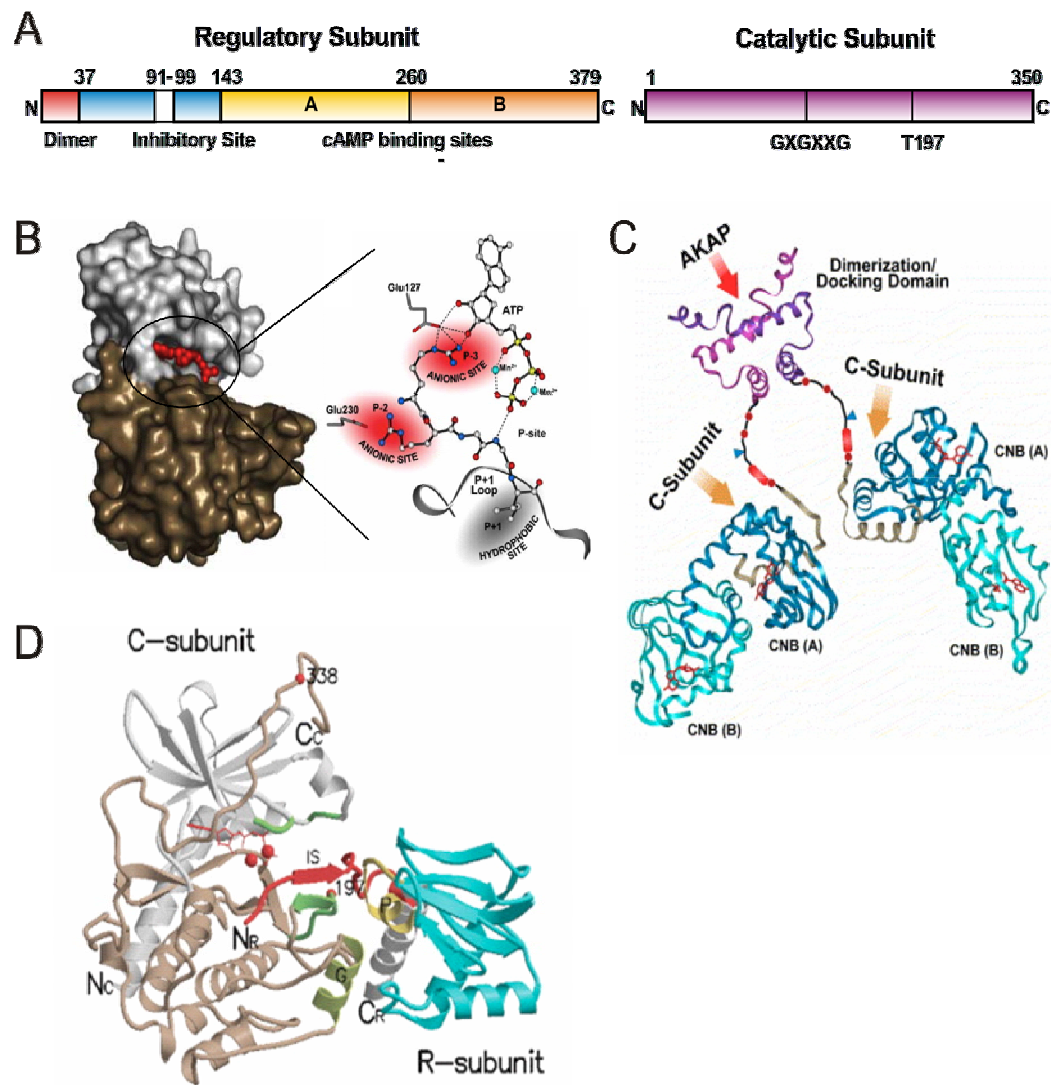 A
Regulatory Subunit
Catalytic Subunit
37 91-99 143 260 379
1 350
N A B C
N C
Dimer Inhibitory Site cAMP binding sites
GXGXXG T197
B
Glu127
ATP
P-3
ANIONIC SITE
Glu230
P-2
ANIONIC SITE
P-site
P+1
Loop
P+1
HYDROPHOBIC
SITE
C
AKAP
Dimerization/
Docking Domain
C-Subunit
C-Subunit
CNB (A)
CNB (A)
CNB (B)
CNB (B)
D
C-subunit
338
Cc
IS
197
P
NR
G
Nc
CR
R-subunit